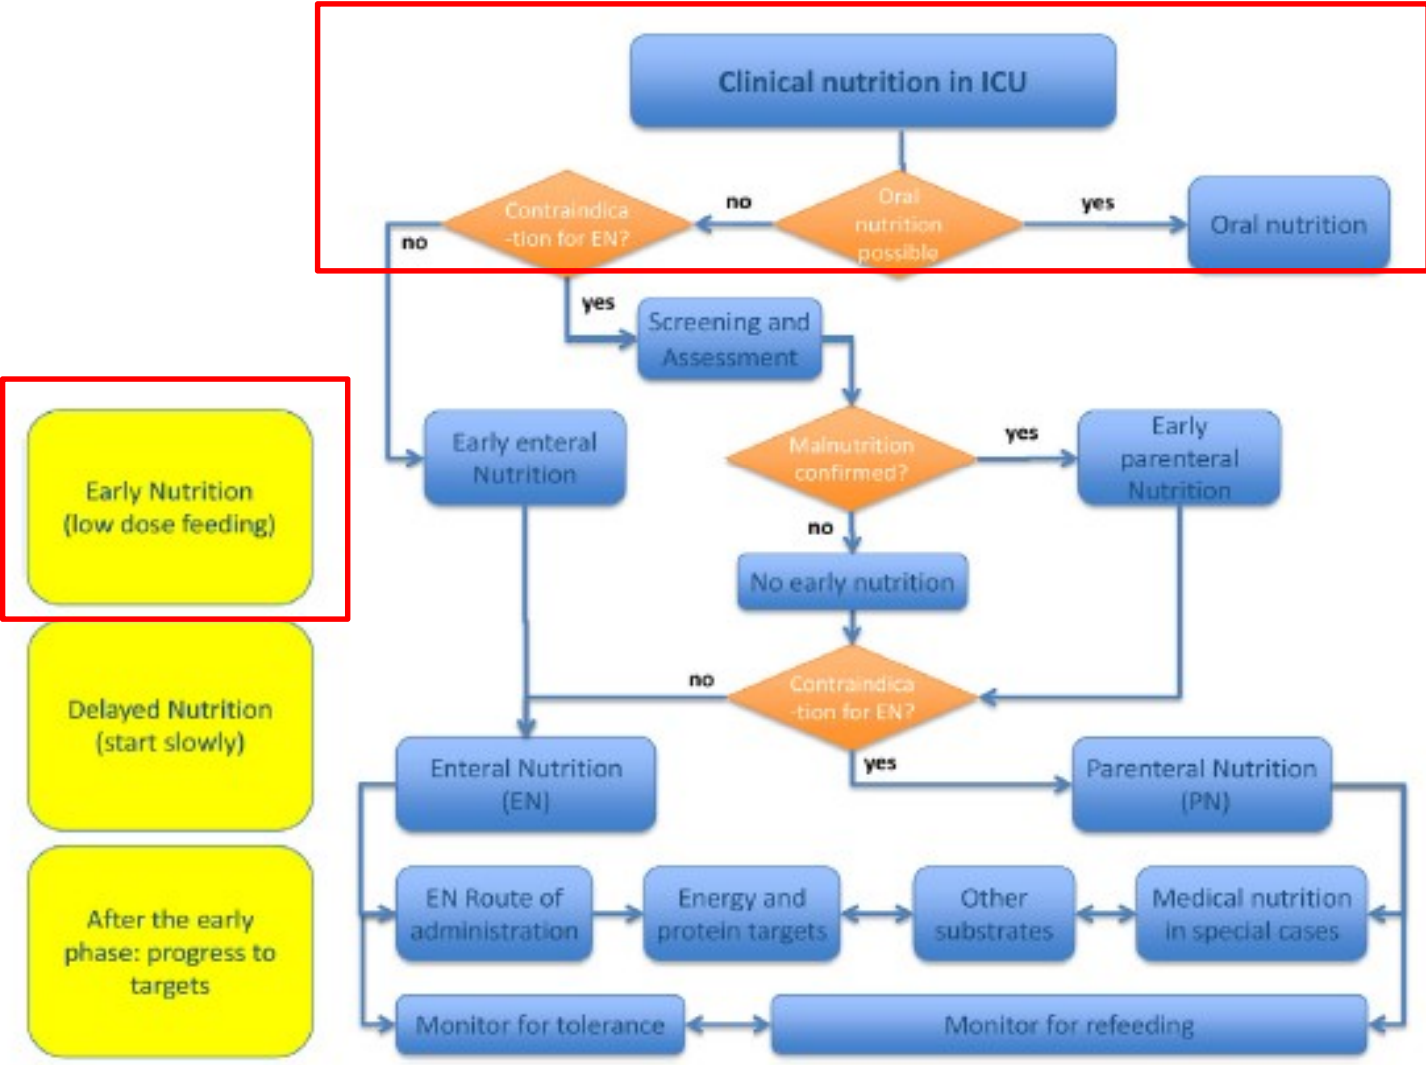 Clinical nutrition in ICU
Contraindica
-tion for EN?
no
Oral
nutrition
possible
yes
Oral nutrition
no
yes
Screening and
Assessment
Early Nutrition
(low dose feeding)
Early enteral
Nutrition
Malnutrition
confirmed?
yes
Early
parenteral
Nutrition
no
No early nutrition
Delayed Nutrition
(start slowly)
no
Contraindica
-tion for EN?
yes
Enteral Nutrition
(EN)
Parenteral Nutrition
(PN)
After the early
phase: progress to
targets
EN Route of
administration
Energy and
protein targets
Other
substrates
Medical nutrition
in special cases
Monitor for tolerance
Monitor for refeeding